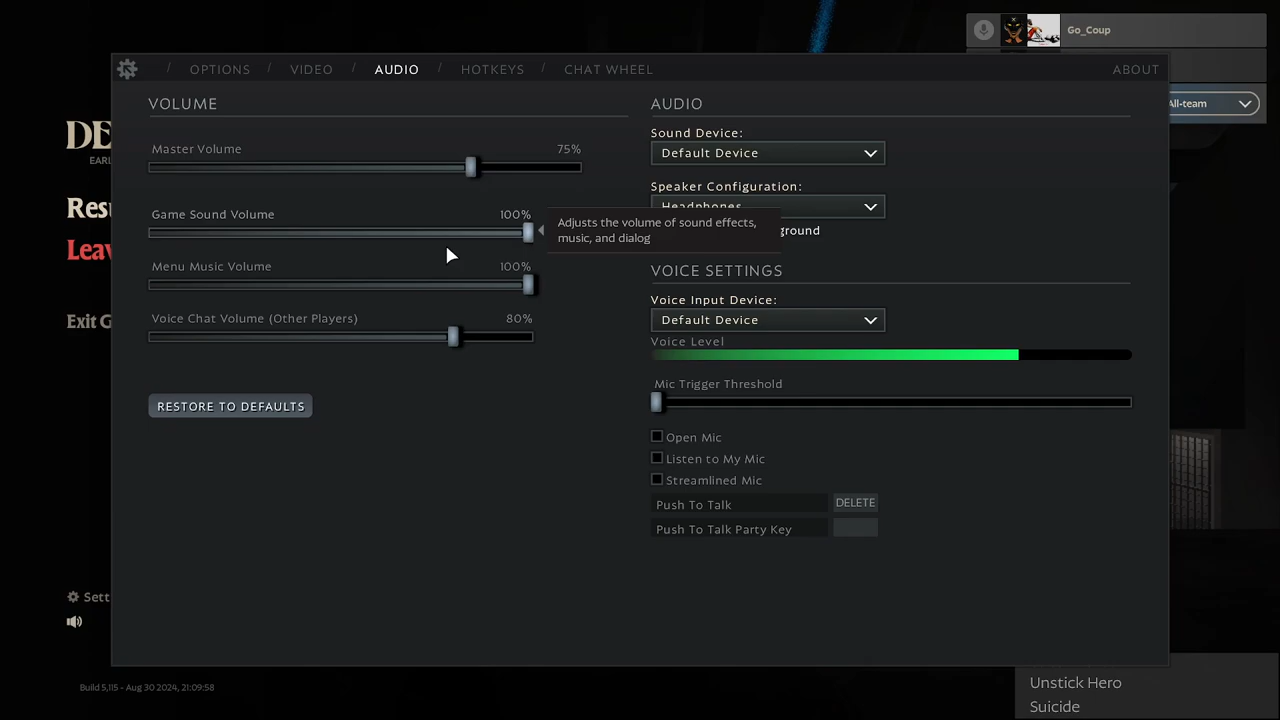 Go_Coup
OPTIONS / VIDEO / AUDIO / HOTKEYS / CHAT WHEEL
ABOUT
All-team
VOLUME
Master Volume 75%
Game Sound Volume 100%
Adjusts the volume of sound effects,
music, and dialog
Menu Music Volume 100%
Voice Chat Volume (Other Players) 80%
RESTORE TO DEFAULTS
AUDIO
Sound Device:
Default Device
Speaker Configuration:
Headphones
VOICE SETTINGS
Voice Input Device:
Default Device
Voice Level
Mic Trigger Threshold
Open Mic
Listen to My Mic
Streamlined Mic
Push To Talk DELETE
Push To Talk Party Key
Build 5,115 - Aug 30 2024, 21:09:58
Unstick Hero
Suicide